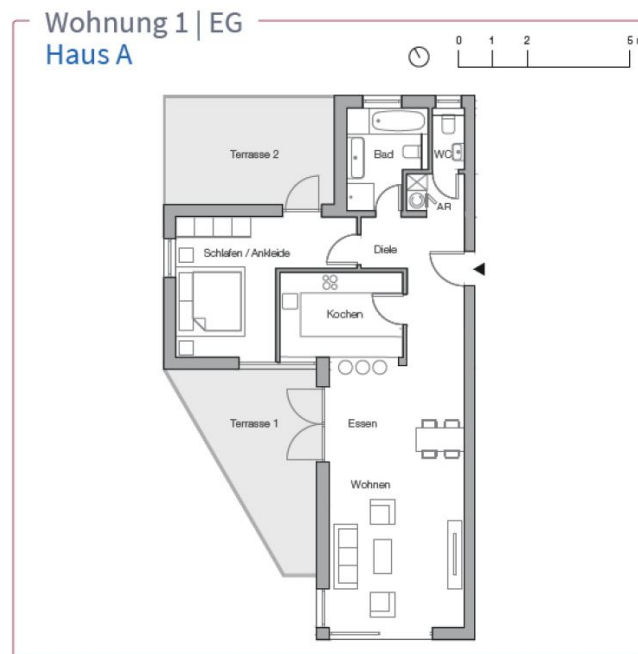 Wohnung 1 | EG
Haus A
0 1 2 5
Terrasse 2
Bad
WC
AR
Schlafen / Ankleide
Diele
Kochen
Terrasse 1
Essen
Wohnen